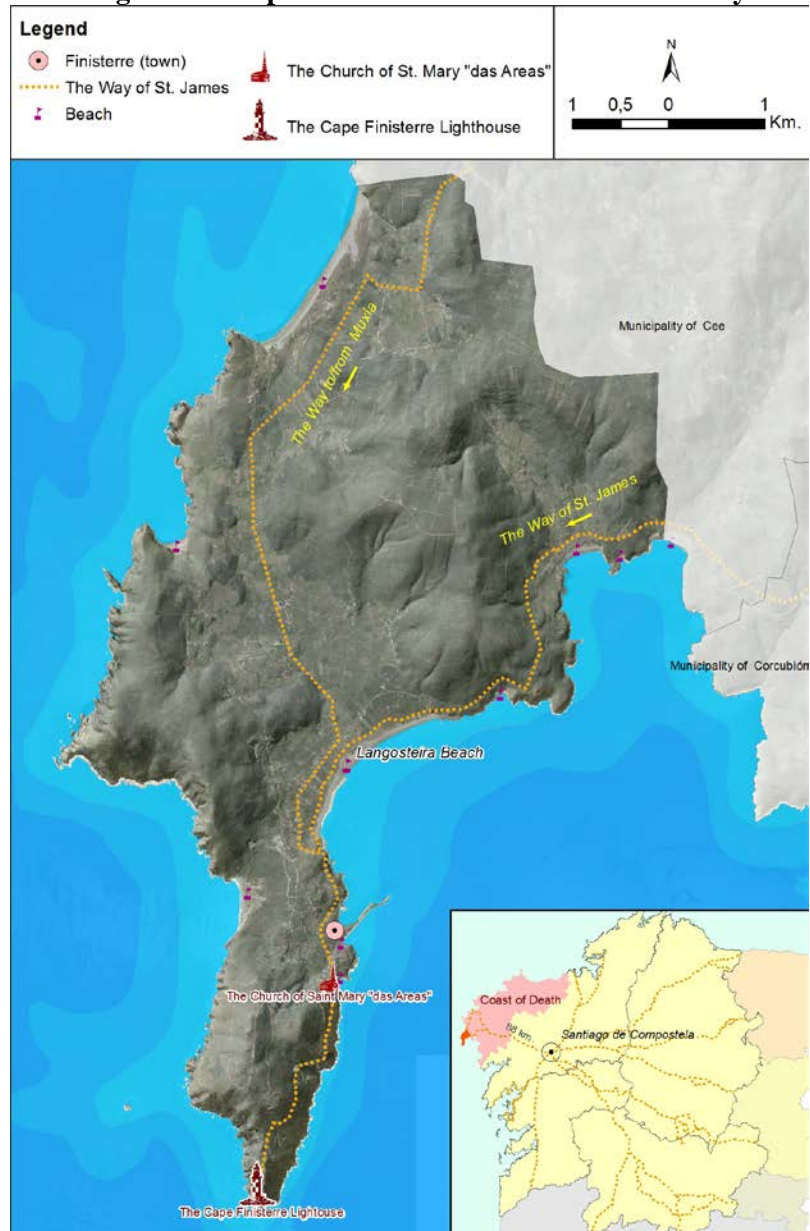 Legend
Finisterre (town)
The Way of St. James
Beach
The Church of St. Mary "das Areas"
The Cape Finisterre Lighthouse
N
1 0,5 0 1
Km.
Municipality of Cee
The Way to/from Muxia
The Way of St. James
Municipality of Corcubión
Langosteira Beach
The Church of Saint Mary "das Areas"
The Cape Finisterre Lightouse
Coast of Death
88 km.
Santiago de Compostela